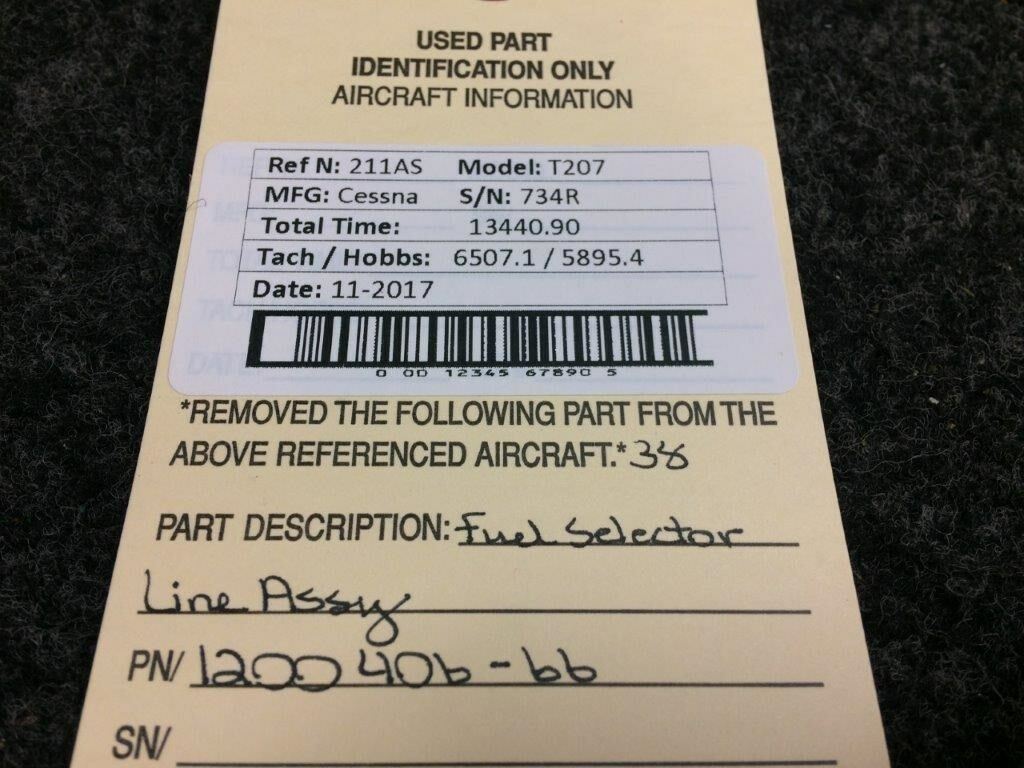 USED PART
IDENTIFICATION ONLY
AIRCRAFT INFORMATION
Ref N: 211AS Model: T207
MFG: Cessna S/N: 734R
Total Time: 13440.90
Tach / Hobbs: 6507.1 / 5895.4
Date: 11-2017
0 00 12345 67890 5
*REMOVED THE FOLLOWING PART FROM THE
ABOVE REFERENCED AIRCRAFT.* 38
PART DESCRIPTION: Fuel Selector
Line Assy
PN/ 1200406-66
SN/